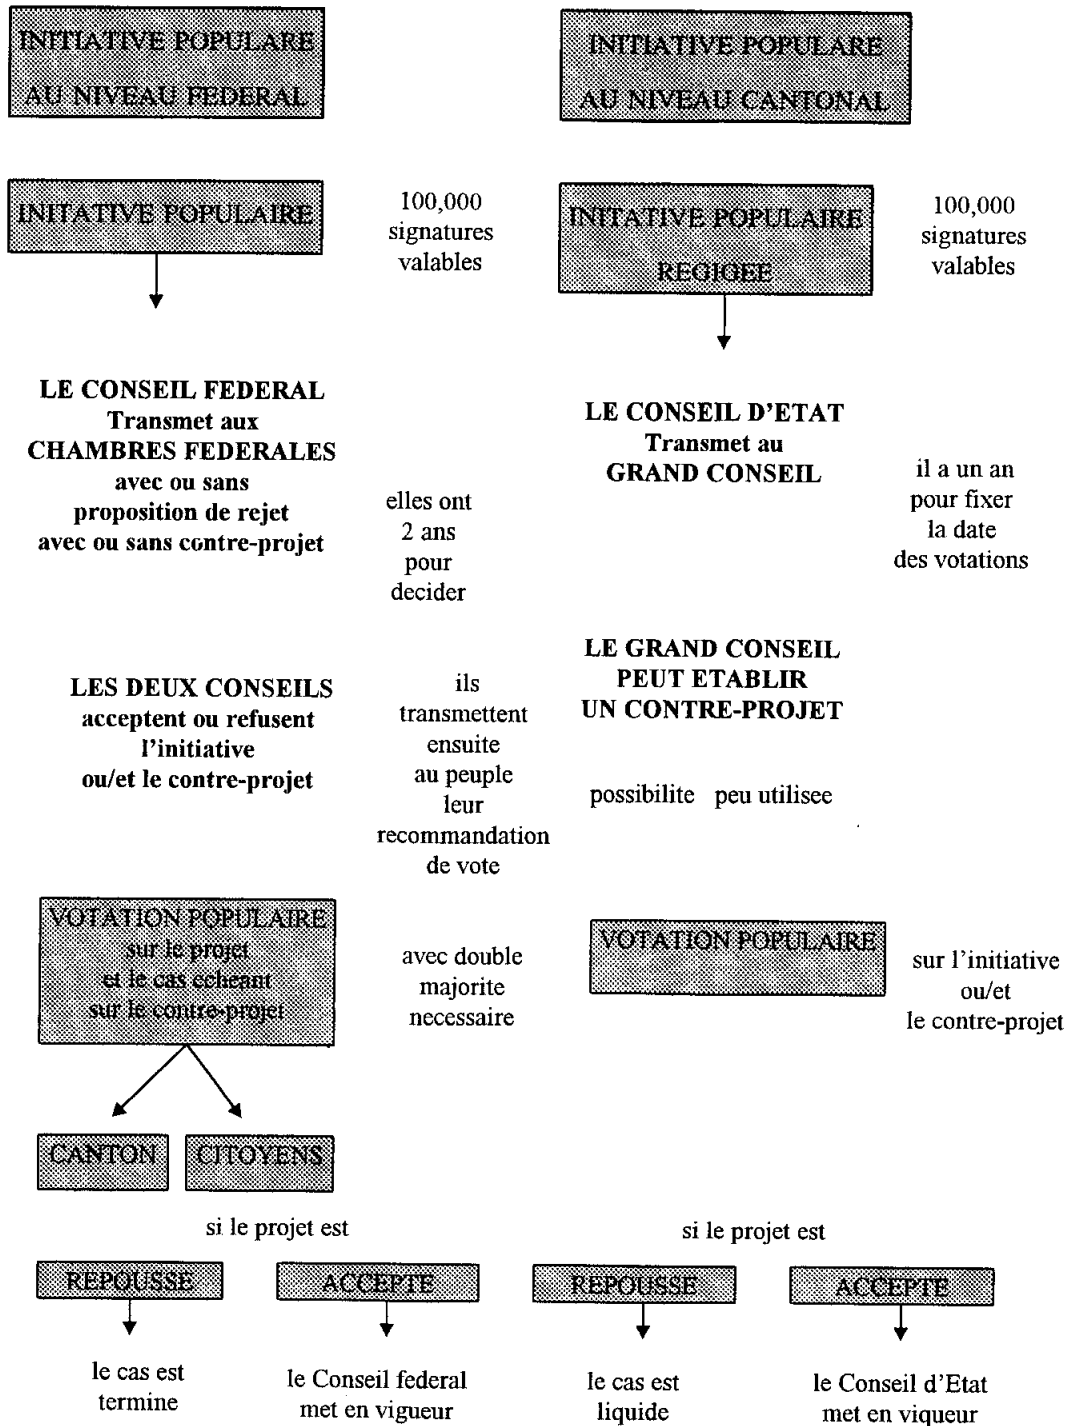 INITIATIVE POPULARE
AU NIVEAU FEDERAL
INITATIVE POPULAIRE
100,000
signatures
valables
LE CONSEIL FEDERAL
Transmet aux
CHAMBRES FEDERALES
avec ou sans
proposition de rejet
avec ou sans contre-projet
elles ont
2 ans
pour
decider
LES DEUX CONSEILS
acceptent ou refusent
l'initiative
ou/et le contre-projet
ils
transmettent
ensuite
au peuple
leur
recommandation
de vote
VOTATION POPULAIRE
sur le projet
et le cas echeant
sur le contre-projet
avec double
majorite
necessaire
CANTON
CITOYENS
si le projet est
REPOUSSE
ACCEPTE
le cas est
termine
le Conseil federal
met en vigueur
INITIATIVE POPULARE
AU NIVEAU CANTONAL
INITATIVE POPULAIRE
REGIGEE
100,000
signatures
valables
LE CONSEIL D'ETAT
Transmet au
GRAND CONSEIL
il a un an
pour fixer
la date
des votations
LE GRAND CONSEIL
PEUT ETABLIR
UN CONTRE-PROJET
possibilite peu utilisee
VOTATION POPULAIRE
sur l'initiative
ou/et
le contre-projet
si le projet est
REPOUSSE
ACCEPTE
le cas est
liquide
le Conseil d'Etat
met en viqueur